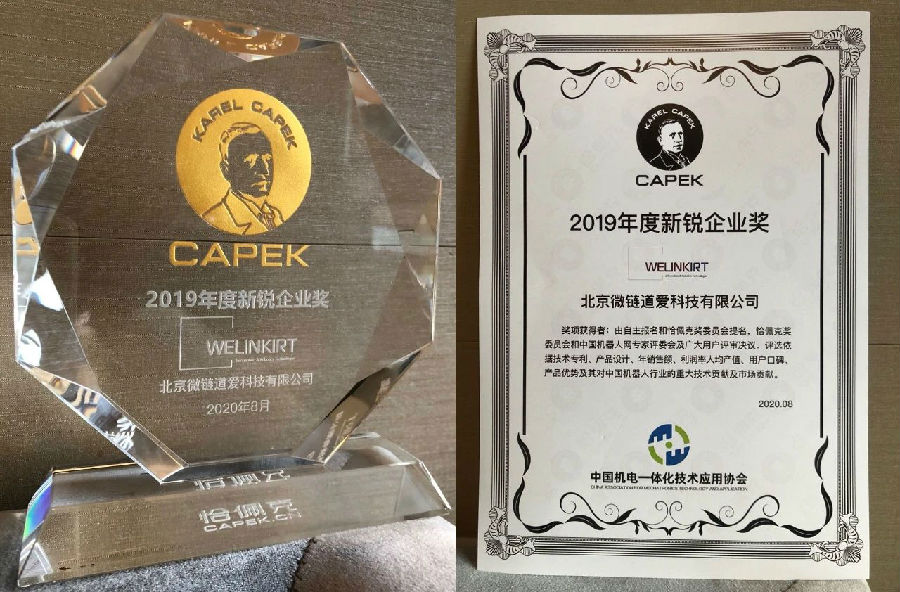 KAREL CAPEK
CAPEK
2019年度新锐企业奖
WELINKIRT
北京微链道爱科技有限公司
2020年8月
恰佩克
CAPEK.CN
KAREL CAPEK
CAPEK
2019年度新锐企业奖
WELINKIRT
北京微链道爱科技有限公司
奖项获得者：由自主报名和恰佩克奖委员会提名、恰佩克奖
委员会和中国机器人网专家评委会及广大用户评审决议，评选依
据技术专利、产品设计、年销售额、利润率人均产值、用户口碑、
产品优势及其对中国机器人行业的重大技术贡献及市场贡献。
2020.08
中国机电一体化技术应用协会
CHINA ASSOCIATION FOR MECHATRONICS TECHNOLOGY AND APPLICATION